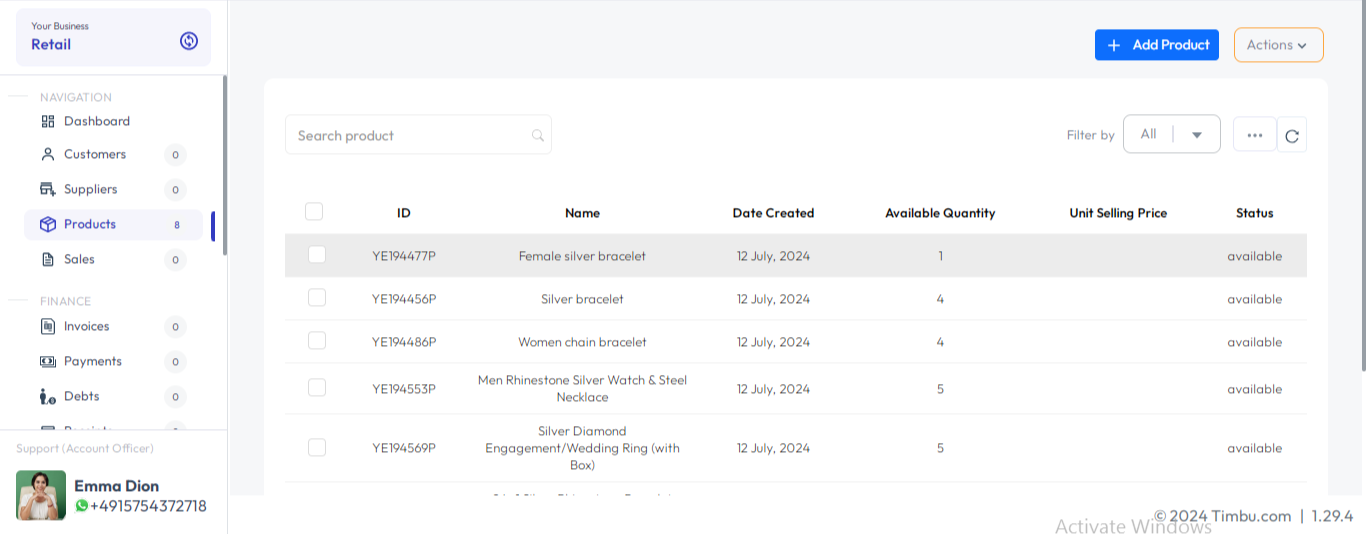 Your Business
Retail
NAVIGATION
Dashboard
Customers 0
Suppliers 0
Products 8
Sales 0
FINANCE
Invoices 0
Payments 0
Debts 0
Support (Account Officer)
Emma Dion
+4915754372718
Add Product Actions
Search product Filter by All
ID Name Date Created Available Quantity Unit Selling Price Status
YE194477P Female silver bracelet 12 July, 2024 1 available
YE194456P Silver bracelet 12 July, 2024 4 available
YE194486P Women chain bracelet 12 July, 2024 4 available
Men Rhinestone Silver Watch & Steel
YE194553P 12 July, 2024 5 available
Necklace
Silver Diamond
YE194569P Engagement/Wedding Ring (with 12 July, 2024 5 available
Box)
© 2024 Timbu.com | 1.29.4
Activate Windows